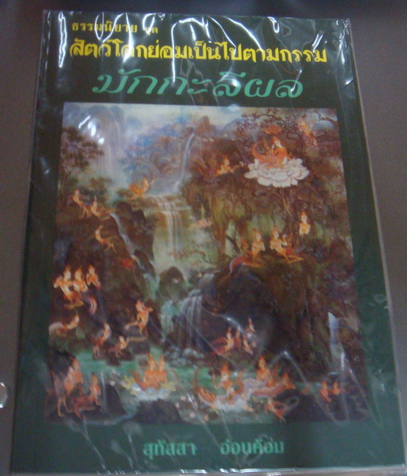 ธรรมนิยาย ชุด
สัตว์โลกย่อมเป็นไปตามกรรม
มักกะลีผล
สุทัสสา อ่อนค้อม